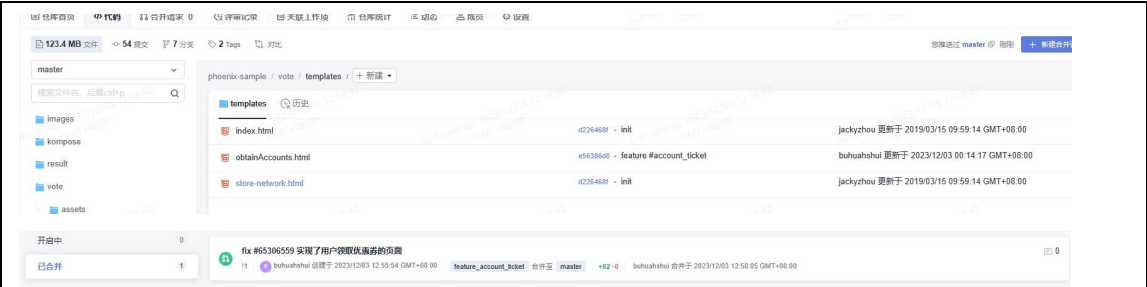 仓库首页 代码 合并请求 0 评审记录 关联工作项 仓库统计 动态 成员 设置
123.4 MB 文件 54 提交 7 分支 2 Tags 对比 您推送过 master 刚刚 + 新建合并
master
搜索文件名、后缀ctrl+p
phoenix-sample / vote / templates / + 新建
templates 历史
images
index.html d226468f - init jackyzhou 更新于 2019/03/15 09:59:14 GMT+08:00
kompose
obtainAccounts.html e56386d8 - feature #account_ticket buhuahshui 更新于 2023/12/03 00:14:17 GMT+08:00
result
store-network.html d226468f - init jackyzhou 更新于 2019/03/15 09:59:14 GMT+08:00
vote
assets
开启中 0
已合并 1
fix #65306559 实现了用户领取优惠券的页面 0
!1 buhuahshui 创建于 2023/12/03 12:55:54 GMT+08:00 feature_account_ticket 合并至 master +62 -0 buhuahshui 合并于 2023/12/03 12:58:05 GMT+08:00